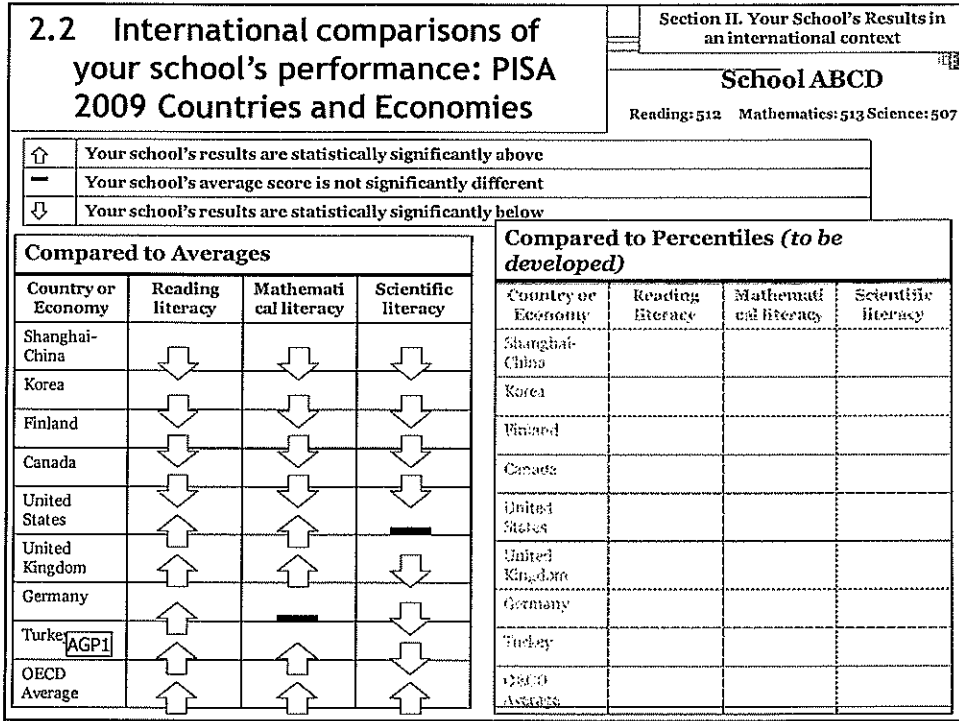 2.2 International comparisons of
your school's performance: PISA
2009 Countries and Economies
Section II. Your School's Results in
an international context
School ABCD
Reading: 512 Mathematics: 513 Science: 507
Your school's results are statistically significantly above
Your school's average score is not significantly different
Your school's results are statistically significantly below
Compared to Averages
Country or
Economy
Reading
literacy
Mathemati
cal literacy
Scientific
literacy
Shanghai-
China
Korea
Finland
Canada
United
States
United
Kingdom
Germany
Turkey
AGP1
OECD
Average
Compared to Percentiles (to be
developed)
Country or
Economy
Reading
literacy
Mathemati
cal literacy
Scientific
literacy
Shanghai-
China
Korea
Finland
Canada
United
States
United
Kingdom
Germany
Turkey
OECD
Average